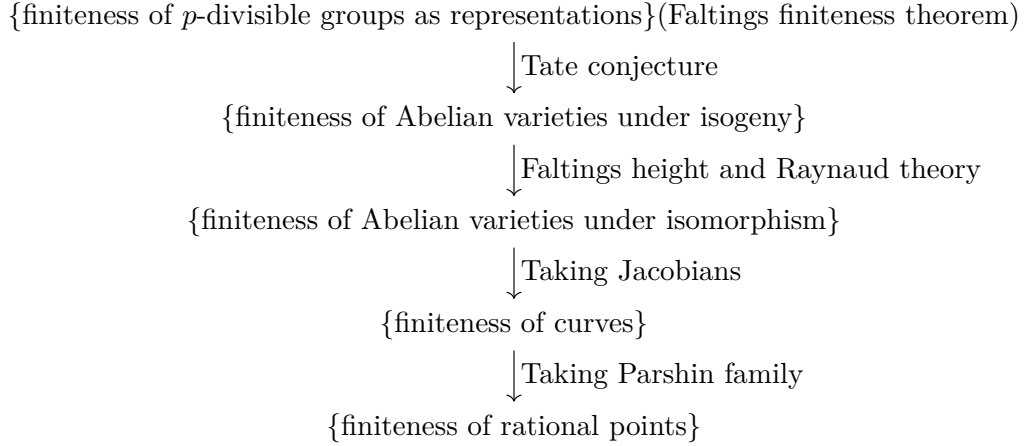 {finiteness of p-divisible groups as representations}(Faltings finiteness theorem)
Tate conjecture
{finiteness of Abelian varieties under isogeny}
Faltings height and Raynaud theory
{finiteness of Abelian varieties under isomorphism}
Taking Jacobians
{finiteness of curves}
Taking Parshin family
{finiteness of rational points}